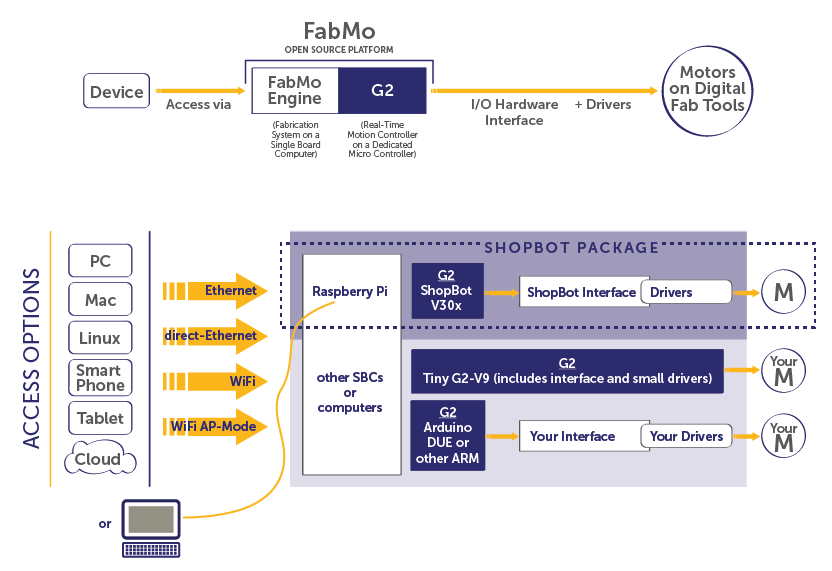 FabMo
OPEN SOURCE PLATFORM
Device
Access via
FabMo
Engine
G2
I/O Hardware
Interface
+ Drivers
Motors
on Digital
Fab Tools
(Fabrication
System on a
Single Board
Computer)
(Real-Time
Motion Controller
on a Dedicated
Micro Controller)
ACCESS OPTIONS
PC
Mac
Linux
Smart
Phone
Tablet
Cloud
Ethernet
direct-Ethernet
WiFi
WiFi AP-Mode
SHOPBOT PACKAGE
Raspberry Pi
other SBCs
or
computers
G2
ShopBot
V30x
ShopBot Interface
Drivers
M
G2
Tiny G2-V9 (includes interface and small drivers)
Your
M
G2
Arduino
DUE or
other ARM
Your Interface
Your Drivers
Your
M
or